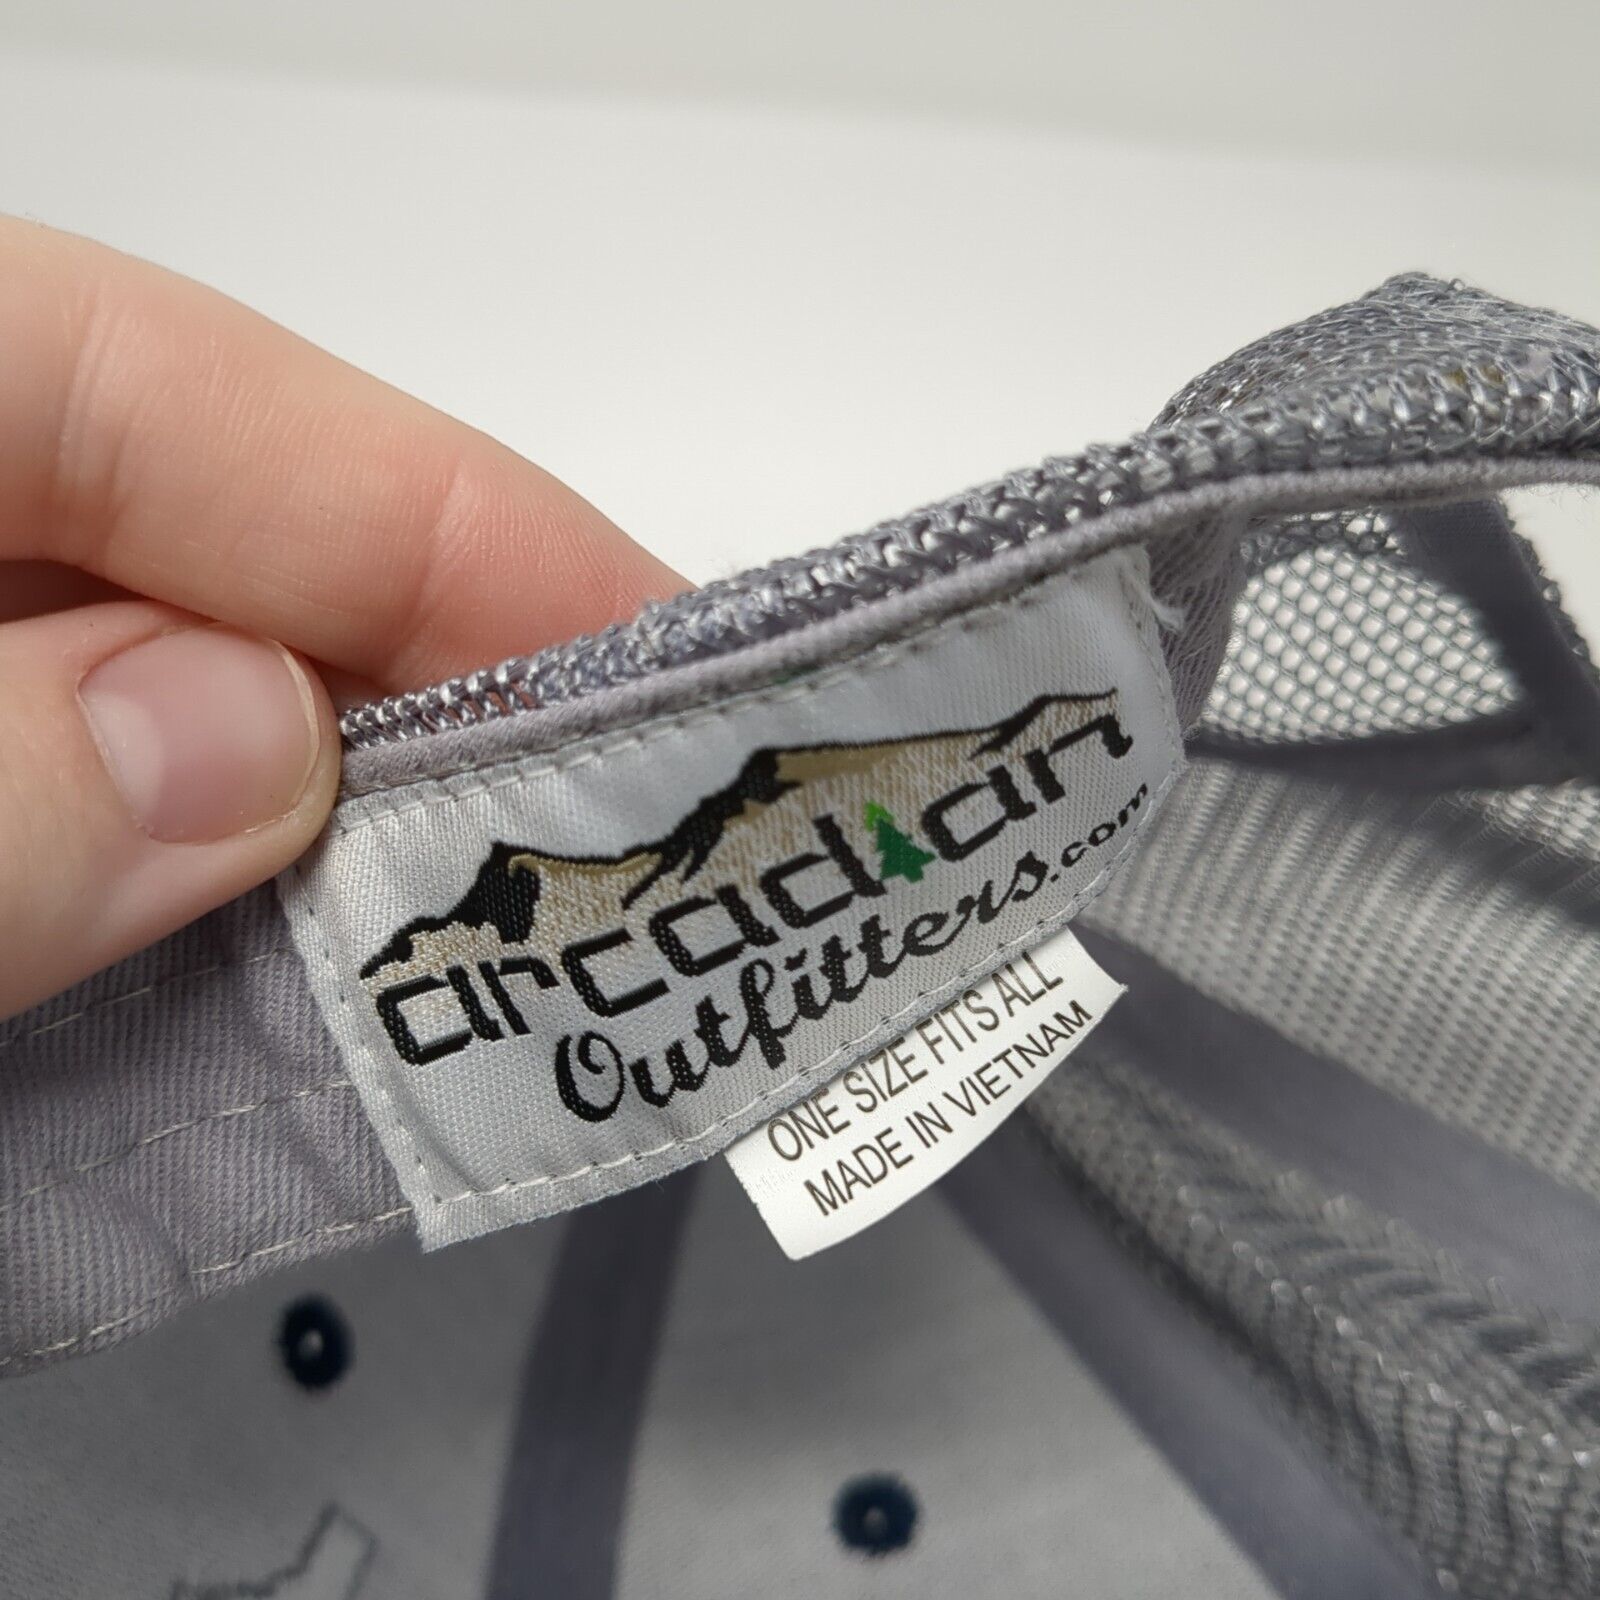 arcadian
Outfitters.com
ONE SIZE FITS ALL
MADE IN VIETNAM